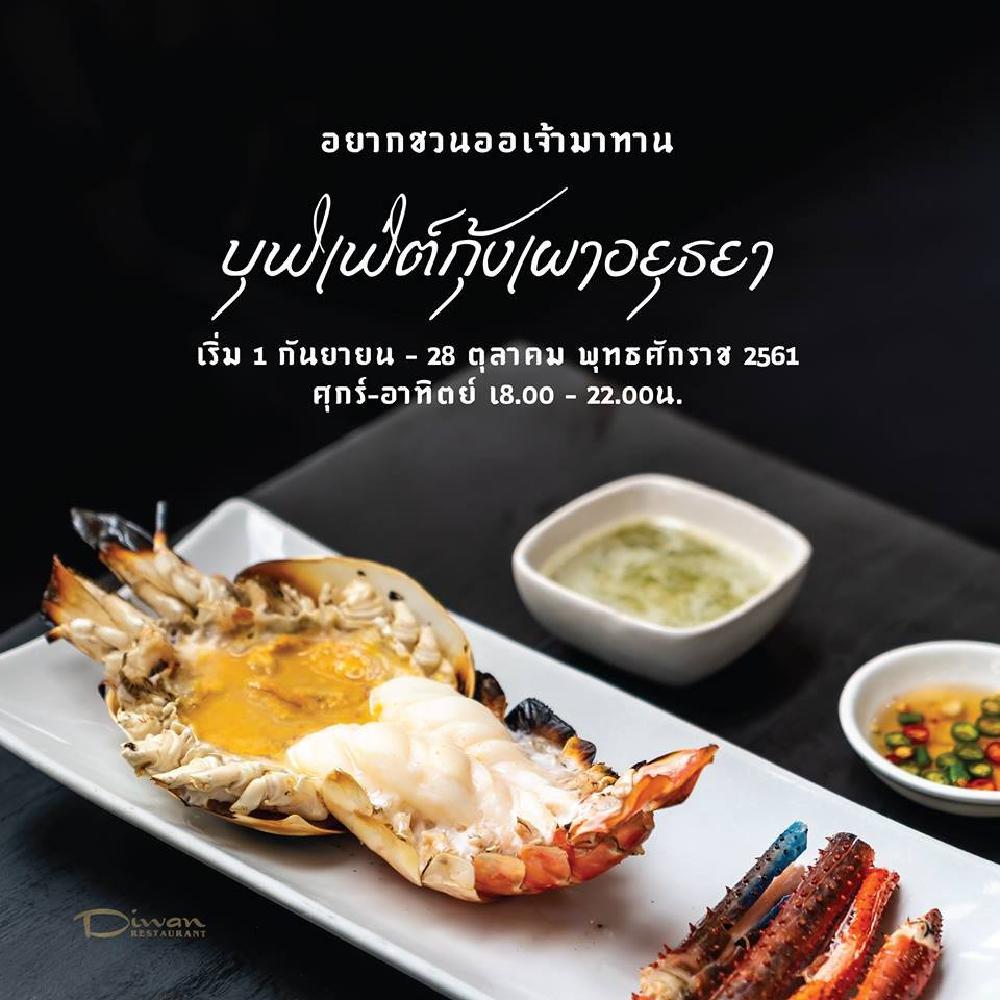 อยากชวนออเจ้ามาทาน
บุฟเฟต์กุ้งเผาอยุธยา
เริ่ม 1 กันยายน - 28 ตุลาคม พุทธศักราช 2561
ศุกร์-อาทิตย์ 18.00 - 22.00น.
Diwan
RESTAURANT